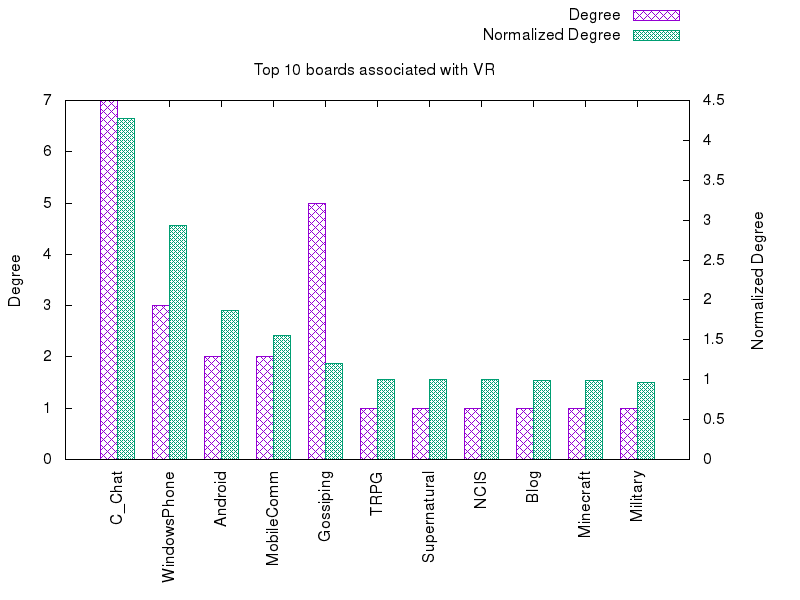 Degree
Normalized Degree
Top 10 boards associated with VR
7
6
5
4
3
2
1
0
Degree
4.5
4
3.5
3
2.5
2
1.5
1
0.5
0
Normalized Degree
C_Chat
WindowsPhone
Android
MobileComm
Gossiping
TRPG
Supernatural
NCIS
Blog
Minecraft
Military